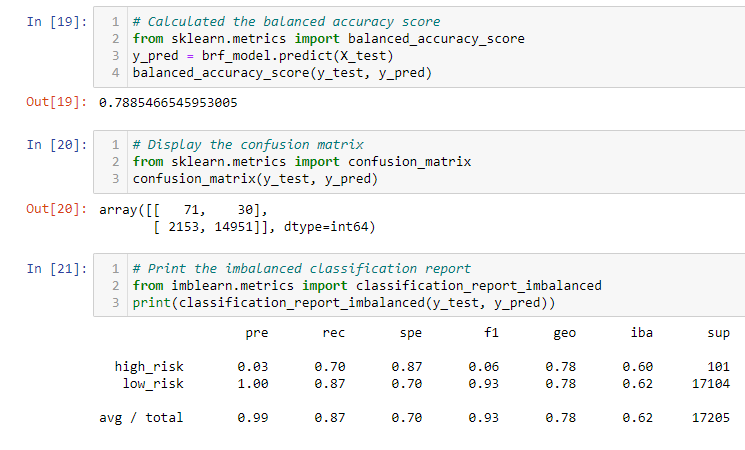 In [19]: 1 # Calculated the balanced accuracy score
2 from sklearn.metrics import balanced_accuracy_score
3 y_pred = brf_model.predict(X_test)
4 balanced_accuracy_score(y_test, y_pred)
Out[19]: 0.7885466545953005
In [20]: 1 # Display the confusion matrix
2 from sklearn.metrics import confusion_matrix
3 confusion_matrix(y_test, y_pred)
Out[20]: array([[   71,    30],
       [ 2153, 14951]], dtype=int64)
In [21]: 1 # Print the imbalanced classification report
2 from imblearn.metrics import classification_report_imbalanced
3 print(classification_report_imbalanced(y_test, y_pred))
pre rec spe f1 geo iba sup
high_risk 0.03 0.70 0.87 0.06 0.78 0.60 101
low_risk 1.00 0.87 0.70 0.93 0.78 0.62 17104
avg / total 0.99 0.87 0.70 0.93 0.78 0.62 17205